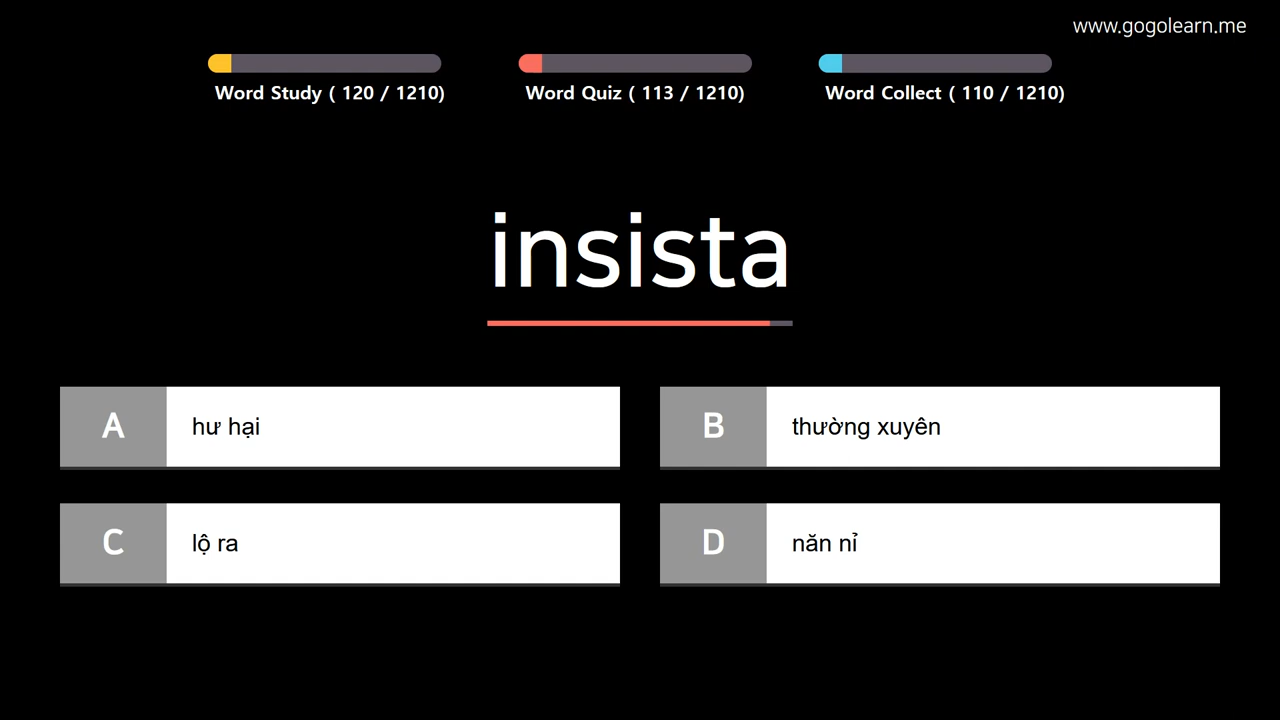 www.gogolearn.me
Word Study ( 120 / 1210)
Word Quiz ( 113 / 1210)
Word Collect ( 110 / 1210)
insista
A
hư hại
B
thường xuyên
C
lộ ra
D
năn nỉ